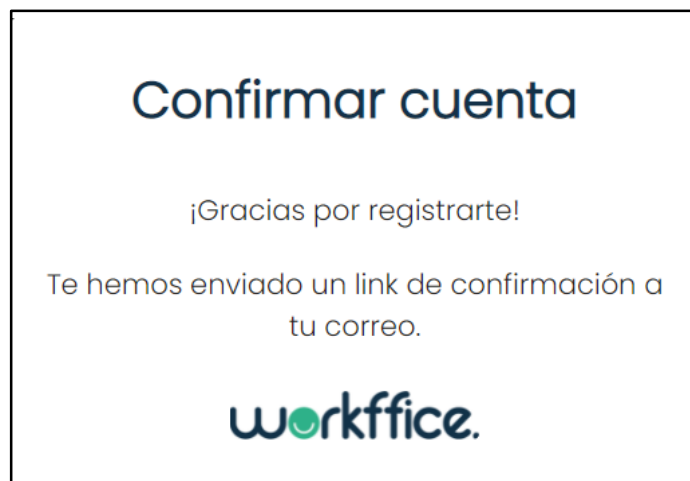 Confirmar cuenta
¡Gracias por registrarte!
Te hemos enviado un link de confirmación a
tu correo.
workffice.